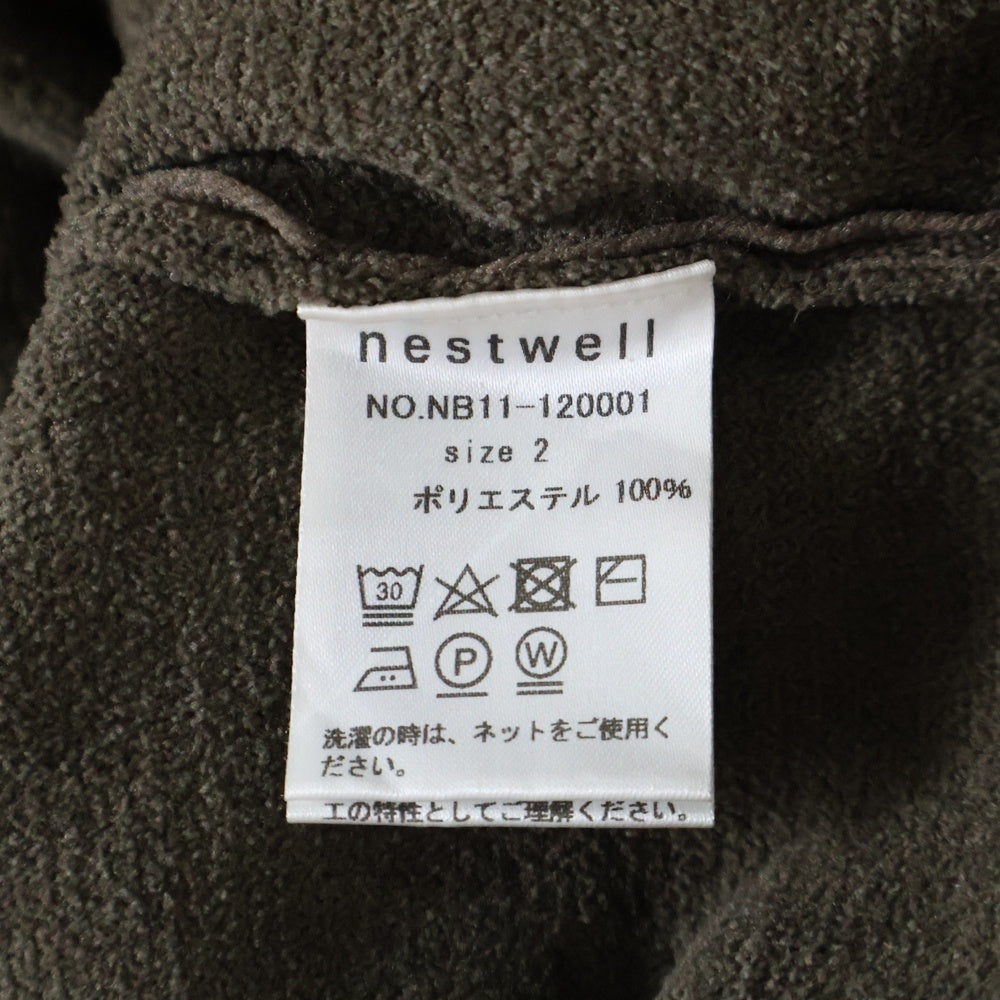 nestwell
NO.NB11-120001
size 2
ポリエステル 100%
30
P W
洗濯の時は、ネットをご使用く
ださい。
工の特性としてご理解ください。